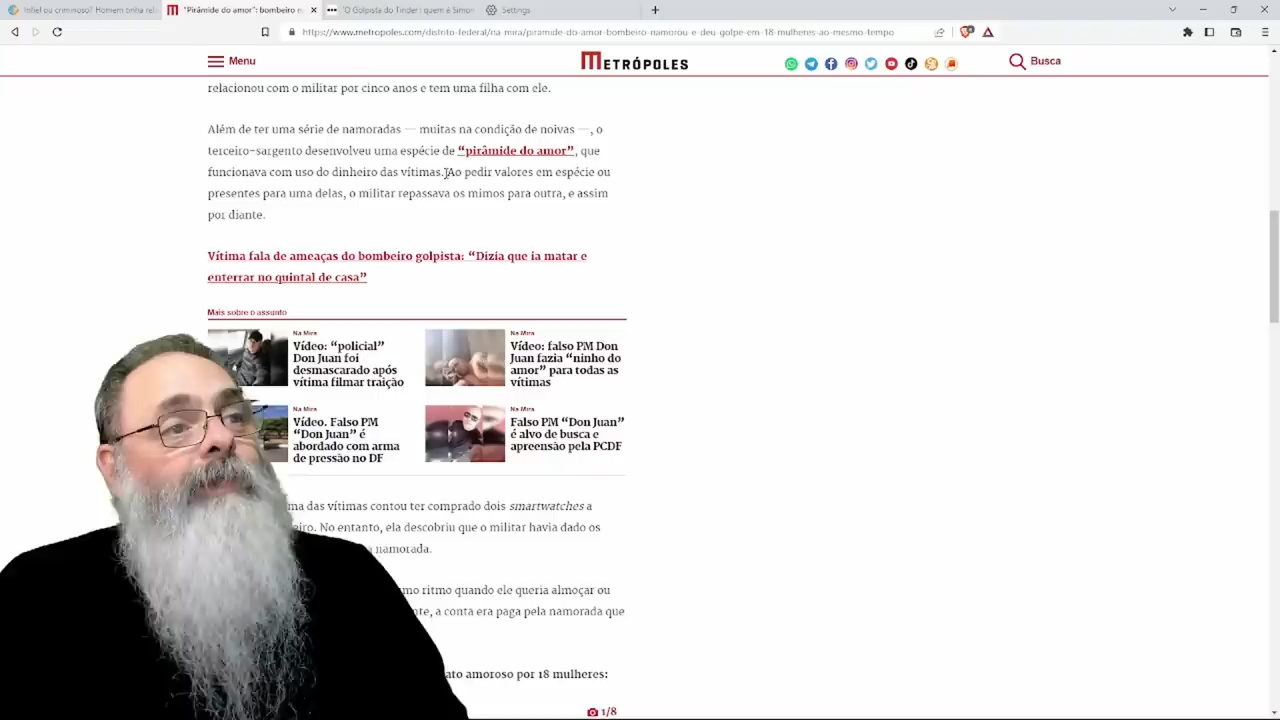 Infiel ou criminoso? Homem tinha rela
"Pirâmide do amor": bombeiro n
"O Golpista do Tinder": quem é Simon
Settings
https://www.metropoles.com/distrito-federal/na-mira/piramide-do-amor-bombeiro-namorou-e-deu-golpe-em-18-mulheres-ao-mesmo-tempo
Menu
METRÓPOLES
Busca
relacionou com o militar por cinco anos e tem uma filha com ele.
Além de ter uma série de namoradas — muitas na condição de noivas —, o
terceiro-sargento desenvolveu uma espécie de “pirâmide do amor”, que
funcionava com uso do dinheiro das vítimas. Ao pedir valores em espécie ou
presentes para uma delas, o militar repassava os mimos para outra, e assim
por diante.
Vítima fala de ameaças do bombeiro golpista: “Dizia que ia matar e
enterrar no quintal de casa”
Mais sobre o assunto
Na Mira
Vídeo: “policial”
Don Juan foi
desmascarado após
vítima filmar traição
Na Mira
Vídeo: falso PM Don
Juan fazia “ninho do
amor” para todas as
vítimas
Na Mira
Vídeo. Falso PM
“Don Juan” é
abordado com arma
de pressão no DF
Na Mira
Falso PM “Don Juan”
é alvo de busca e
apreensão pela PCDF
ma das vítimas contou ter comprado dois smartwatches a
eiro. No entanto, ela descobriu que o militar havia dado os
a namorada.
mo ritmo quando ele queria almoçar ou
nte, a conta era paga pela namorada que
ato amoroso por 18 mulheres:
1/8